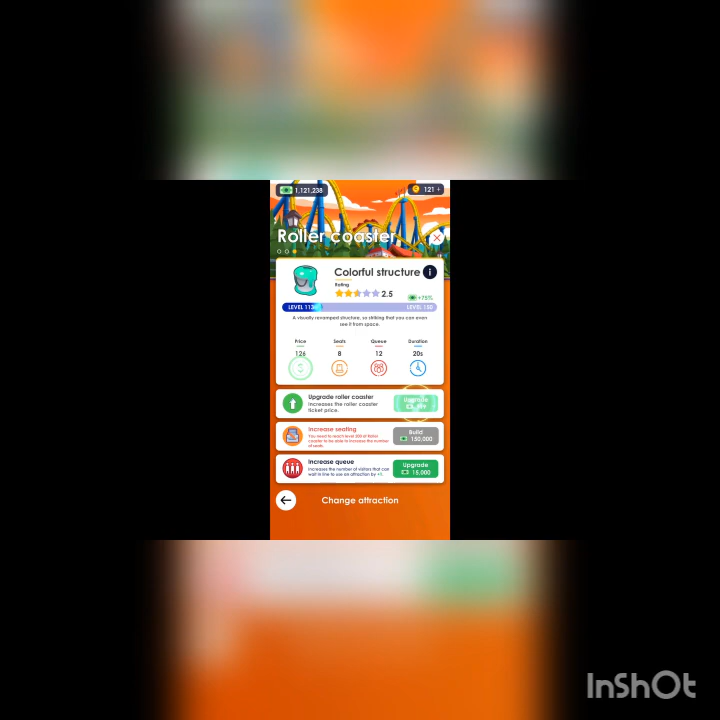 1,121,238
121 +
Roller coaster
Colorful structure
i
Rating
2.5
+75%
LEVEL 113
LEVEL 150
A visually revamped structure, so striking that you can even
see it from space.
Price
Seats
Queue
Duration
126
8
12
20s
Upgrade roller coaster
Increases the roller coaster
ticket price.
Upgrade
Increase seating
You need to reach level 200 of Roller
coaster to be able to increase the number
of seats.
Build
150,000
Increase queue
Increases the number of visitors that can
wait in line to use an attraction by +1.
Upgrade
15,000
Change attraction
InShOt